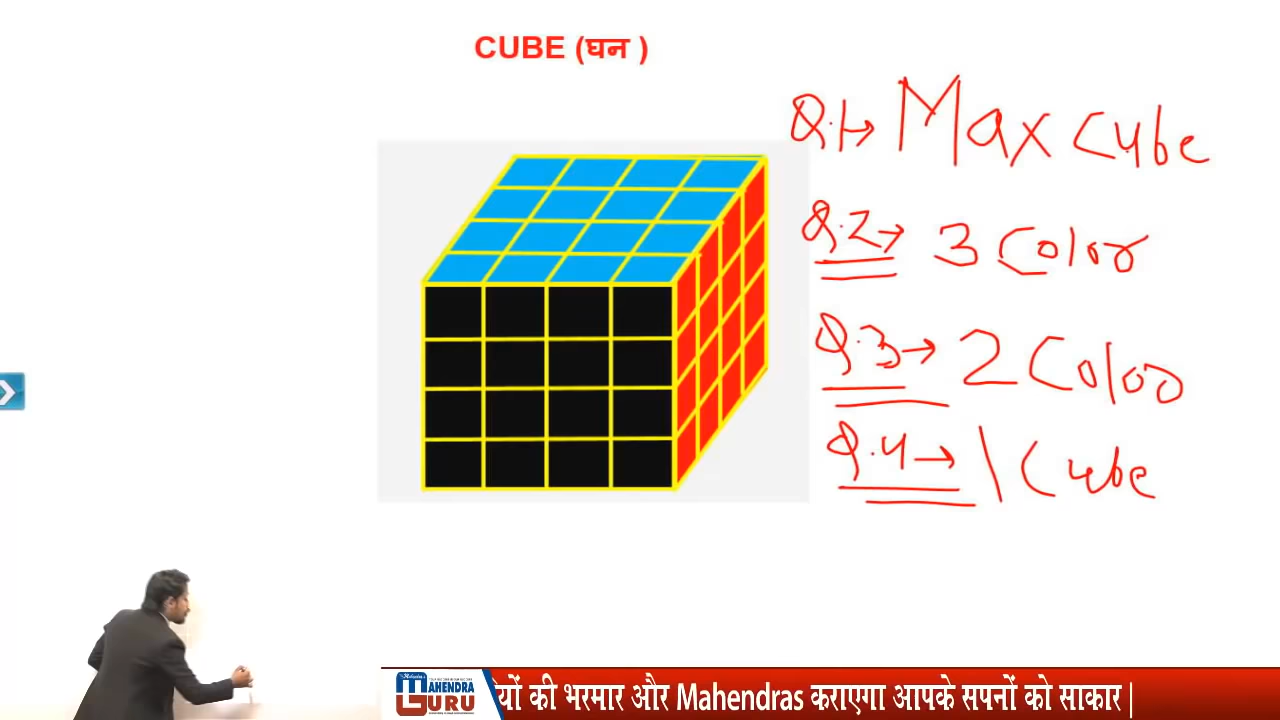 CUBE (घन )
Q.1→ Max Cube
Q.2→ 3 Color
Q.3→ 2 Color
Q.4→ 1 Cube
MAHENDRA
GURU
यों की भरमार और Mahendras कराएगा आपके सपनों को साकार |